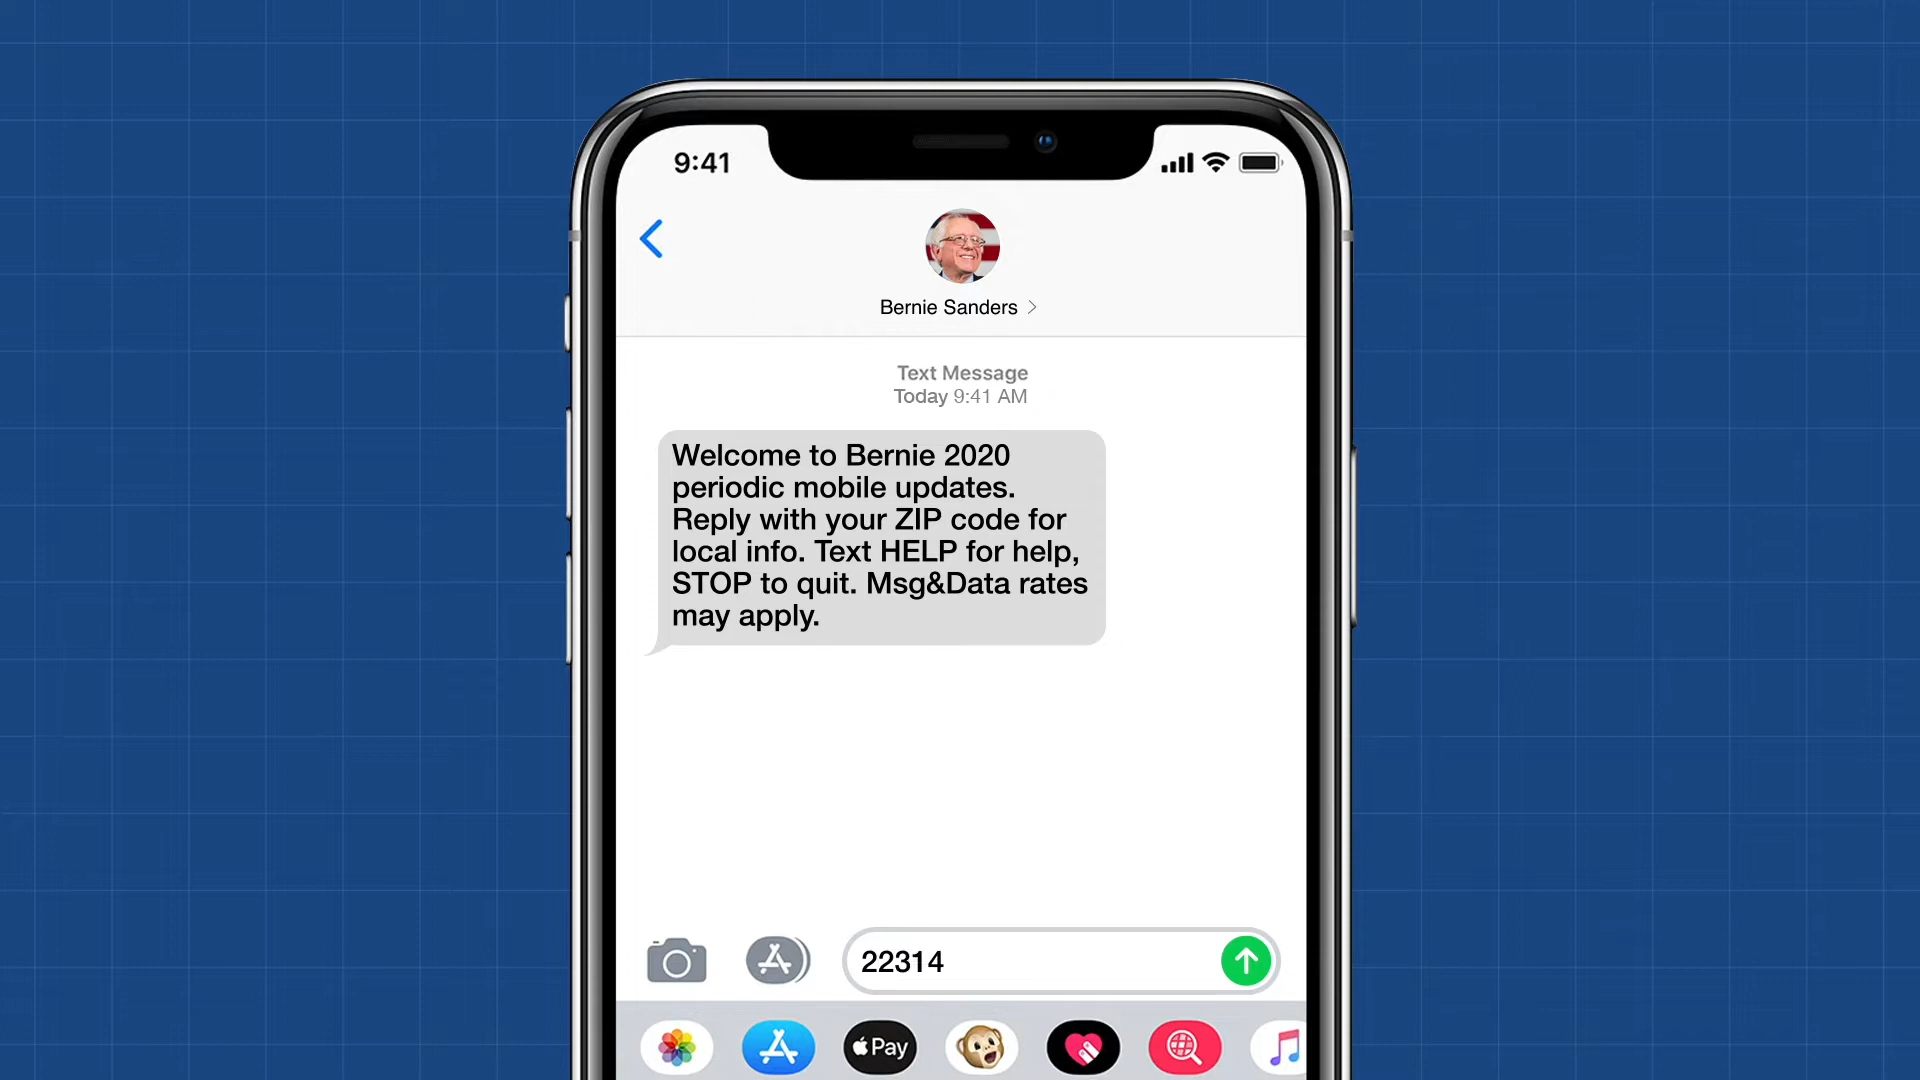 9:41
Bernie Sanders
Text Message
Today 9:41 AM
Welcome to Bernie 2020
periodic mobile updates.
Reply with your ZIP code for
local info. Text HELP for help,
STOP to quit. Msg&Data rates
may apply.
22314
Pay